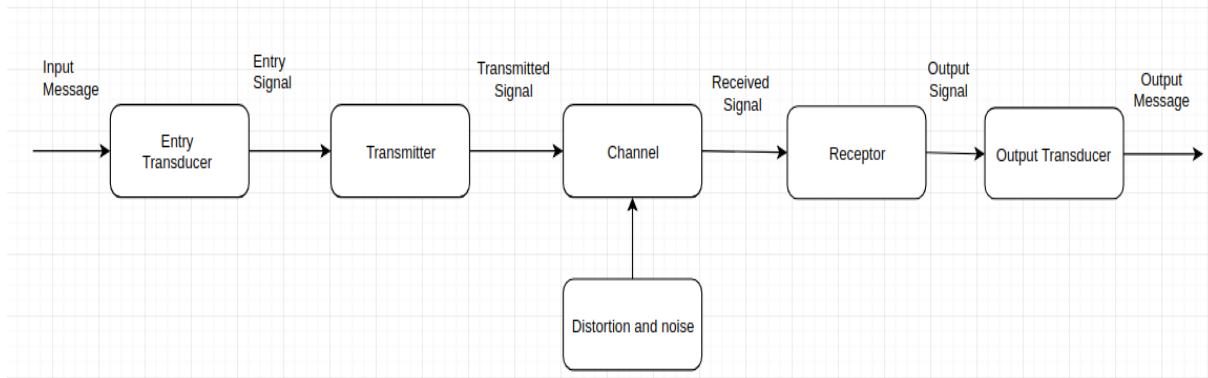 Input
Message
Entry
Signal
Transmitted
Signal
Received
Signal
Output
Signal
Output
Message
Entry
Transducer
Transmitter
Channel
Receptor
Output Transducer
Distortion and noise